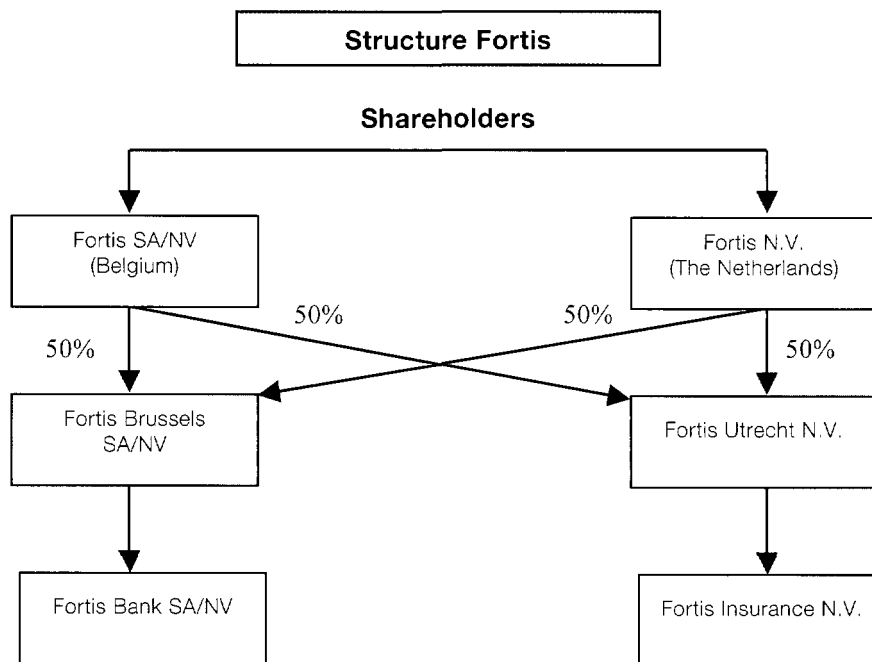 Structure Fortis
Shareholders
Fortis SA/NV
(Belgium)
Fortis N.V.
(The Netherlands)
50%
50%
50%
50%
Fortis Brussels
SA/NV
Fortis Utrecht N.V.
Fortis Bank SA/NV
Fortis Insurance N.V.